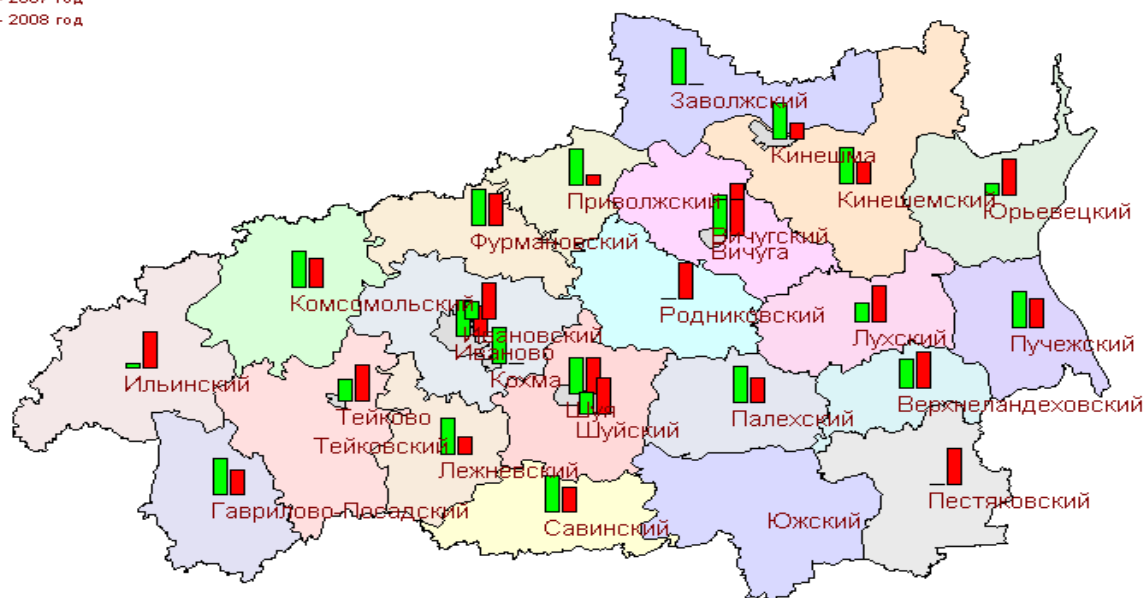 - 2008 год
Заволжский
Кинешма
Приволжский
Кинешемский
Юрьевецкий
Фурмановский
Вичугский
Вичуга
Комсомольский
Родниковский
Лухский
Пучежский
Ивановский
Иваново
Кохма
Ильинский
Тейково
Шуя
Шуйский
Палехский
Верхнеландеховский
Тейковский
Лежневский
Гаврилово-Посадский
Савинский
Южский
Пестяковский